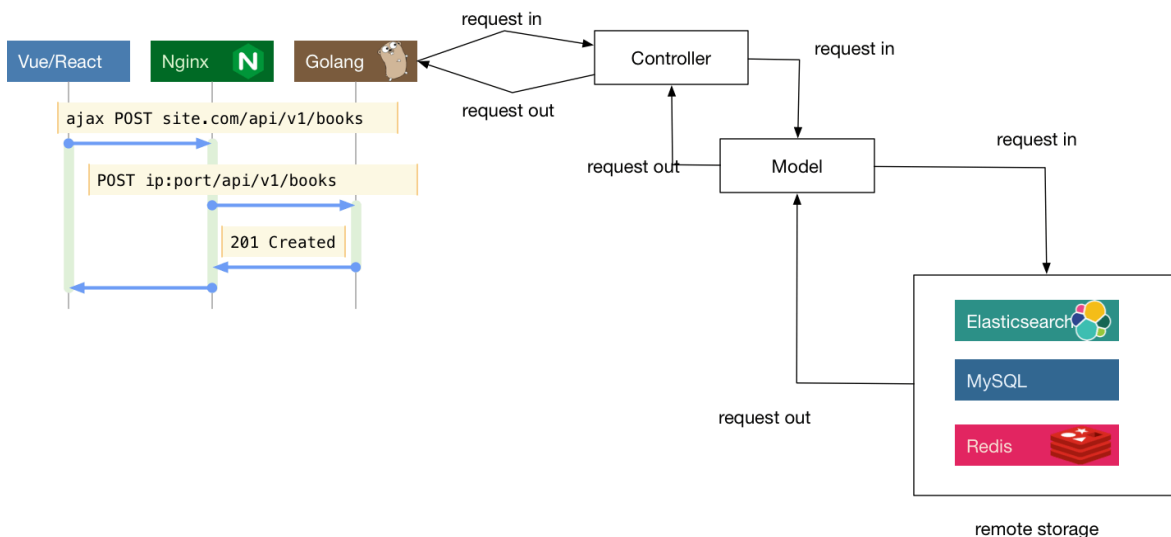 request in
Vue/React
Nginx
Golang
Controller
request in
request out
ajax POST site.com/api/v1/books
request in
request out
Model
POST ip:port/api/v1/books
201 Created
Elasticsearch
MySQL
request out
Redis
remote storage